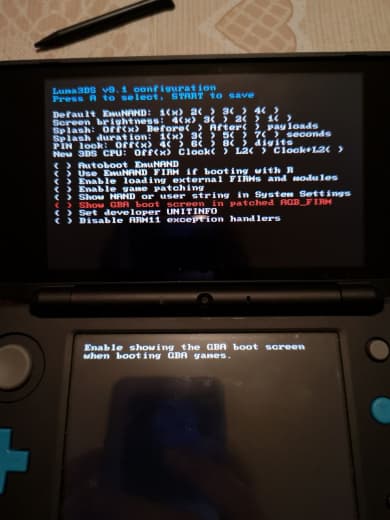 Luma3DS v9.1 configuration
Press A to select, START to save
Default EmuNAND: 1(x) 2( ) 3( ) 4( )
Screen brightness: 4(x) 3( ) 2( ) 1( )
Splash: Off(x) Before( ) After( ) payloads
Splash duration: 1(x) 3( ) 5( ) 7( ) seconds
PIN lock: Off(x) 4( ) 6( ) 8( ) digits
New 3DS CPU: Off(x) Clock( ) L2( ) Clock+L2( )
( ) Autoboot EmuNAND
( ) Use EmuNAND FIRM if booting with R
( ) Enable loading external FIRMs and modules
( ) Enable game patching
( ) Show NAND or user string in System Settings
( ) Show GBA boot screen in patched AGB_FIRM
( ) Set developer UNITINFO
( ) Disable ARM11 exception handlers
Enable showing the GBA boot screen
when booting GBA games.